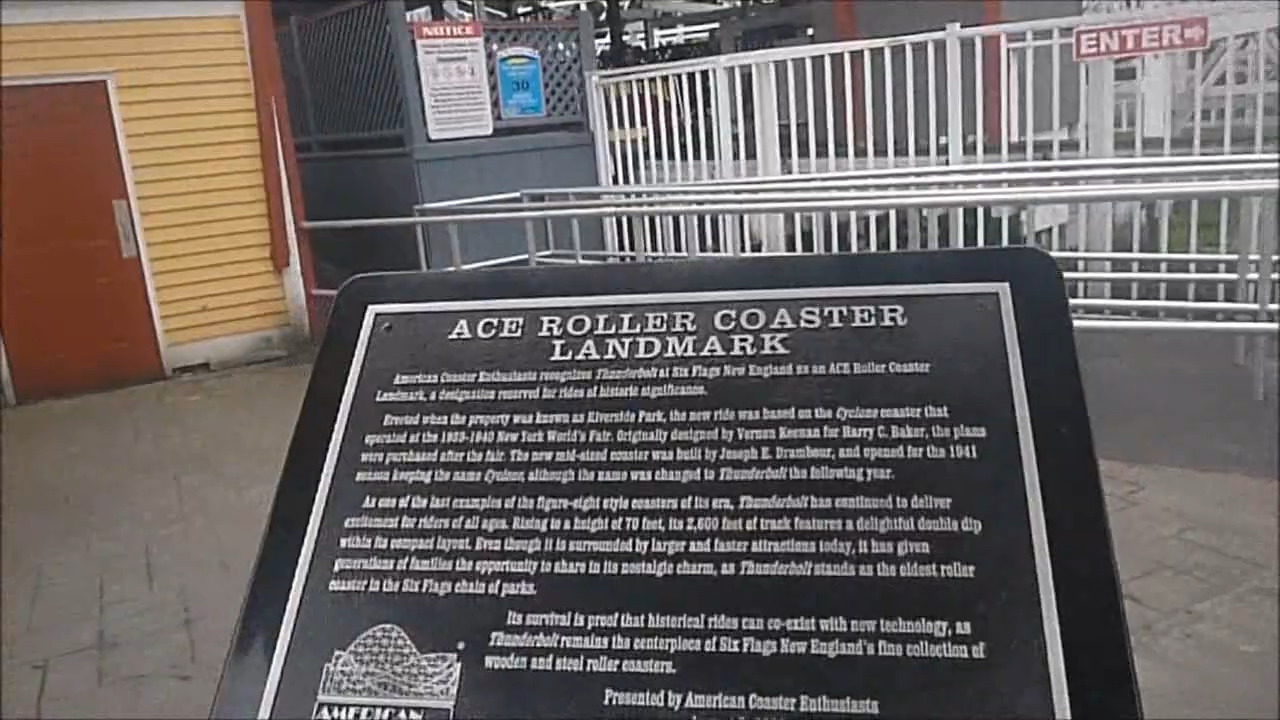 NOTICE
30
ENTER
ACE ROLLER COASTER
LANDMARK
American Coaster Enthusiasts recognizes Thunderbolt at Six Flags New England as an ACE Roller Coaster
Landmark, a designation reserved for rides of historic significance.
Erected when the property was known as Riverside Park, the new ride was based on the Cyclone coaster that
operated at the 1939-1940 New York World's Fair. Originally designed by Vernon Keenan for Harry C. Baker, the plans
were purchased after the fair. The new mid-sized coaster was built by Joseph E. Drambour, and opened for the 1941
season keeping the name Cyclone, although the name was changed to Thunderbolt the following year.
As one of the last examples of the figure-eight style coasters of its era, Thunderbolt has continued to deliver
excitement for riders of all ages. Rising to a height of 70 feet, its 2,600 feet of track features a delightful double dip
within its compact layout. Even though it is surrounded by larger and faster attractions today, it has given
generations of families the opportunity to share in its nostalgic charm, as Thunderbolt stands as the oldest roller
coaster in the Six Flags chain of parks.
Its survival is proof that historical rides can co-exist with new technology, as
Thunderbolt remains the centerpiece of Six Flags New England's fine collection of
wooden and steel roller coasters.
Presented by American Coaster Enthusiasts
AMERICAN